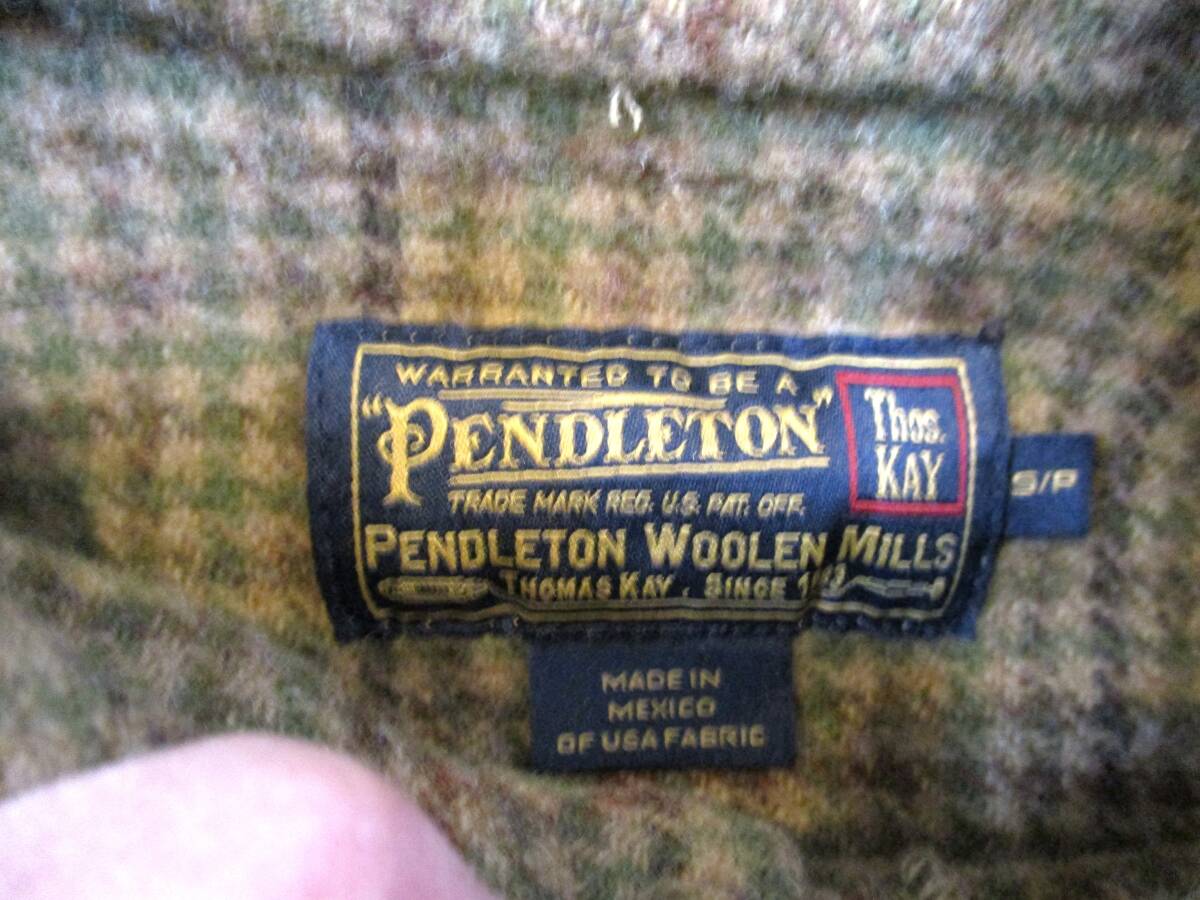 WARRANTED TO BE A
"PENDLETON"
Thos.
KAY
TRADE MARK REG. U.S. PAT. OFF.
PENDLETON WOOLEN MILLS
THOMAS KAY . SINCE
S/P
MADE IN
MEXICO
OF USA FABRIC